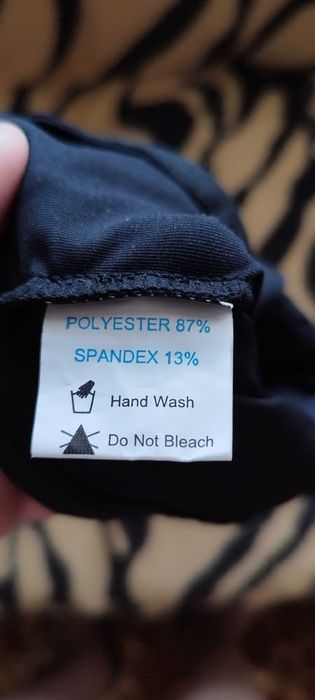 POLYESTER 87%
SPANDEX 13%
Hand Wash
Do Not Bleach